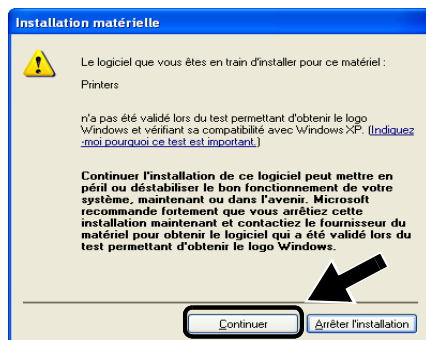 Installation matérielle
Le logiciel que vous êtes en train d'installer pour ce matériel :
Printers
n'a pas été validé lors du test permettant d'obtenir le logo
Windows et vérifiant sa compatibilité avec Windows XP. (Indiquez
-moi pourquoi ce test est important.)
Continuer l'installation de ce logiciel peut mettre en
péril ou déstabiliser le bon fonctionnement de votre
système, maintenant ou dans l'avenir. Microsoft
recommande fortement que vous arrêtiez cette
installation maintenant et contactiez le fournisseur du
matériel pour obtenir le logiciel qui a été validé lors du
test permettant d'obtenir le logo Windows.
Continuer
Arrêter l'installation